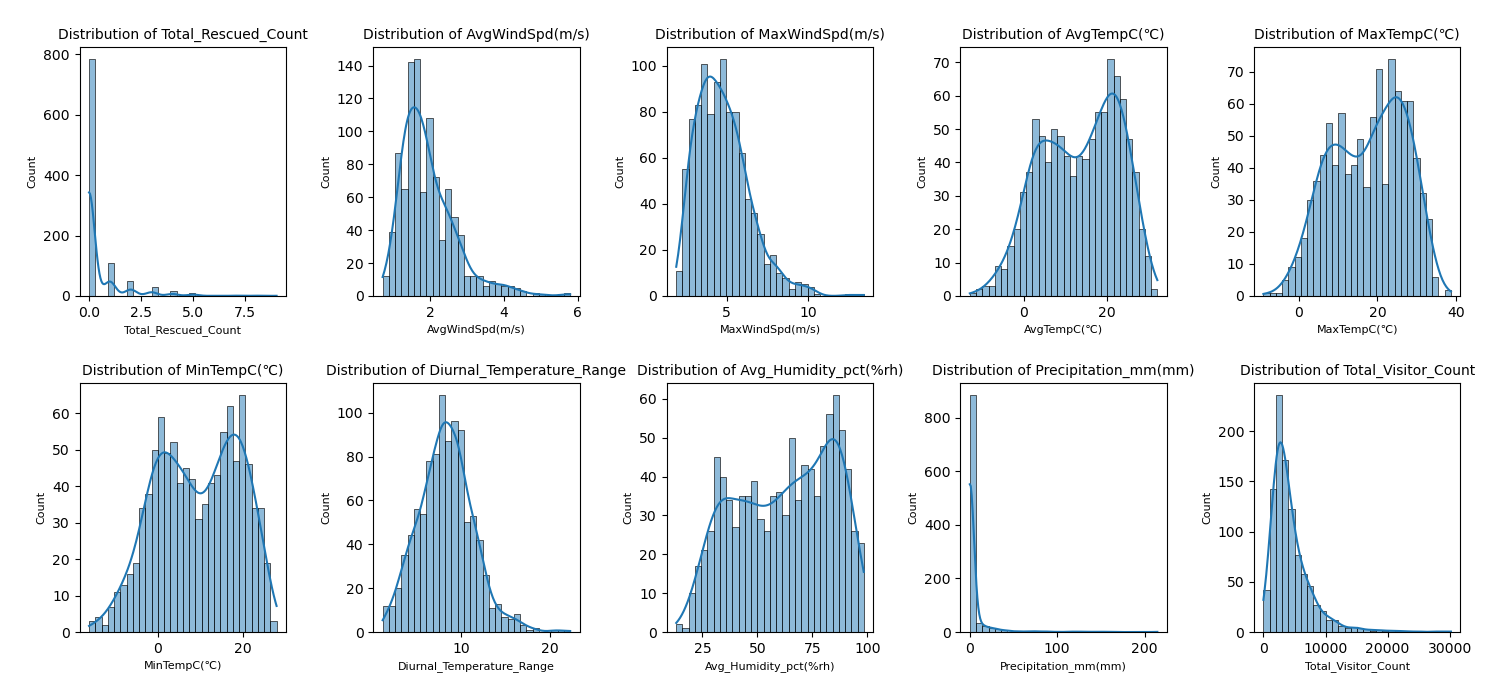 Distribution of Total_Rescued_Count
800
600
400
200
0
Count
0.0 2.5 5.0 7.5
Total_Rescued_Count
Distribution of AvgWindSpd(m/s)
140
120
100
80
60
40
20
0
Count
2 4 6
AvgWindSpd(m/s)
Distribution of MaxWindSpd(m/s)
100
80
60
40
20
0
Count
5 10
MaxWindSpd(m/s)
Distribution of AvgTempC(℃)
70
60
50
40
30
20
10
0
Count
0 20
AvgTempC(℃)
Distribution of MaxTempC(℃)
70
60
50
40
30
20
10
0
Count
0 20 40
MaxTempC(℃)
Distribution of MinTempC(℃)
60
50
40
30
20
10
0
Count
0 20
MinTempC(℃)
Distribution of Diurnal_Temperature_Range
100
80
60
40
20
0
Count
10 20
Diurnal_Temperature_Range
Distribution of Avg_Humidity_pct(%rh)
60
50
40
30
20
10
0
Count
25 50 75 100
Avg_Humidity_pct(%rh)
Distribution of Precipitation_mm(mm)
800
600
400
200
0
Count
0 100 200
Precipitation_mm(mm)
Distribution of Total_Visitor_Count
200
150
100
50
0
Count
0 10000 20000 30000
Total_Visitor_Count